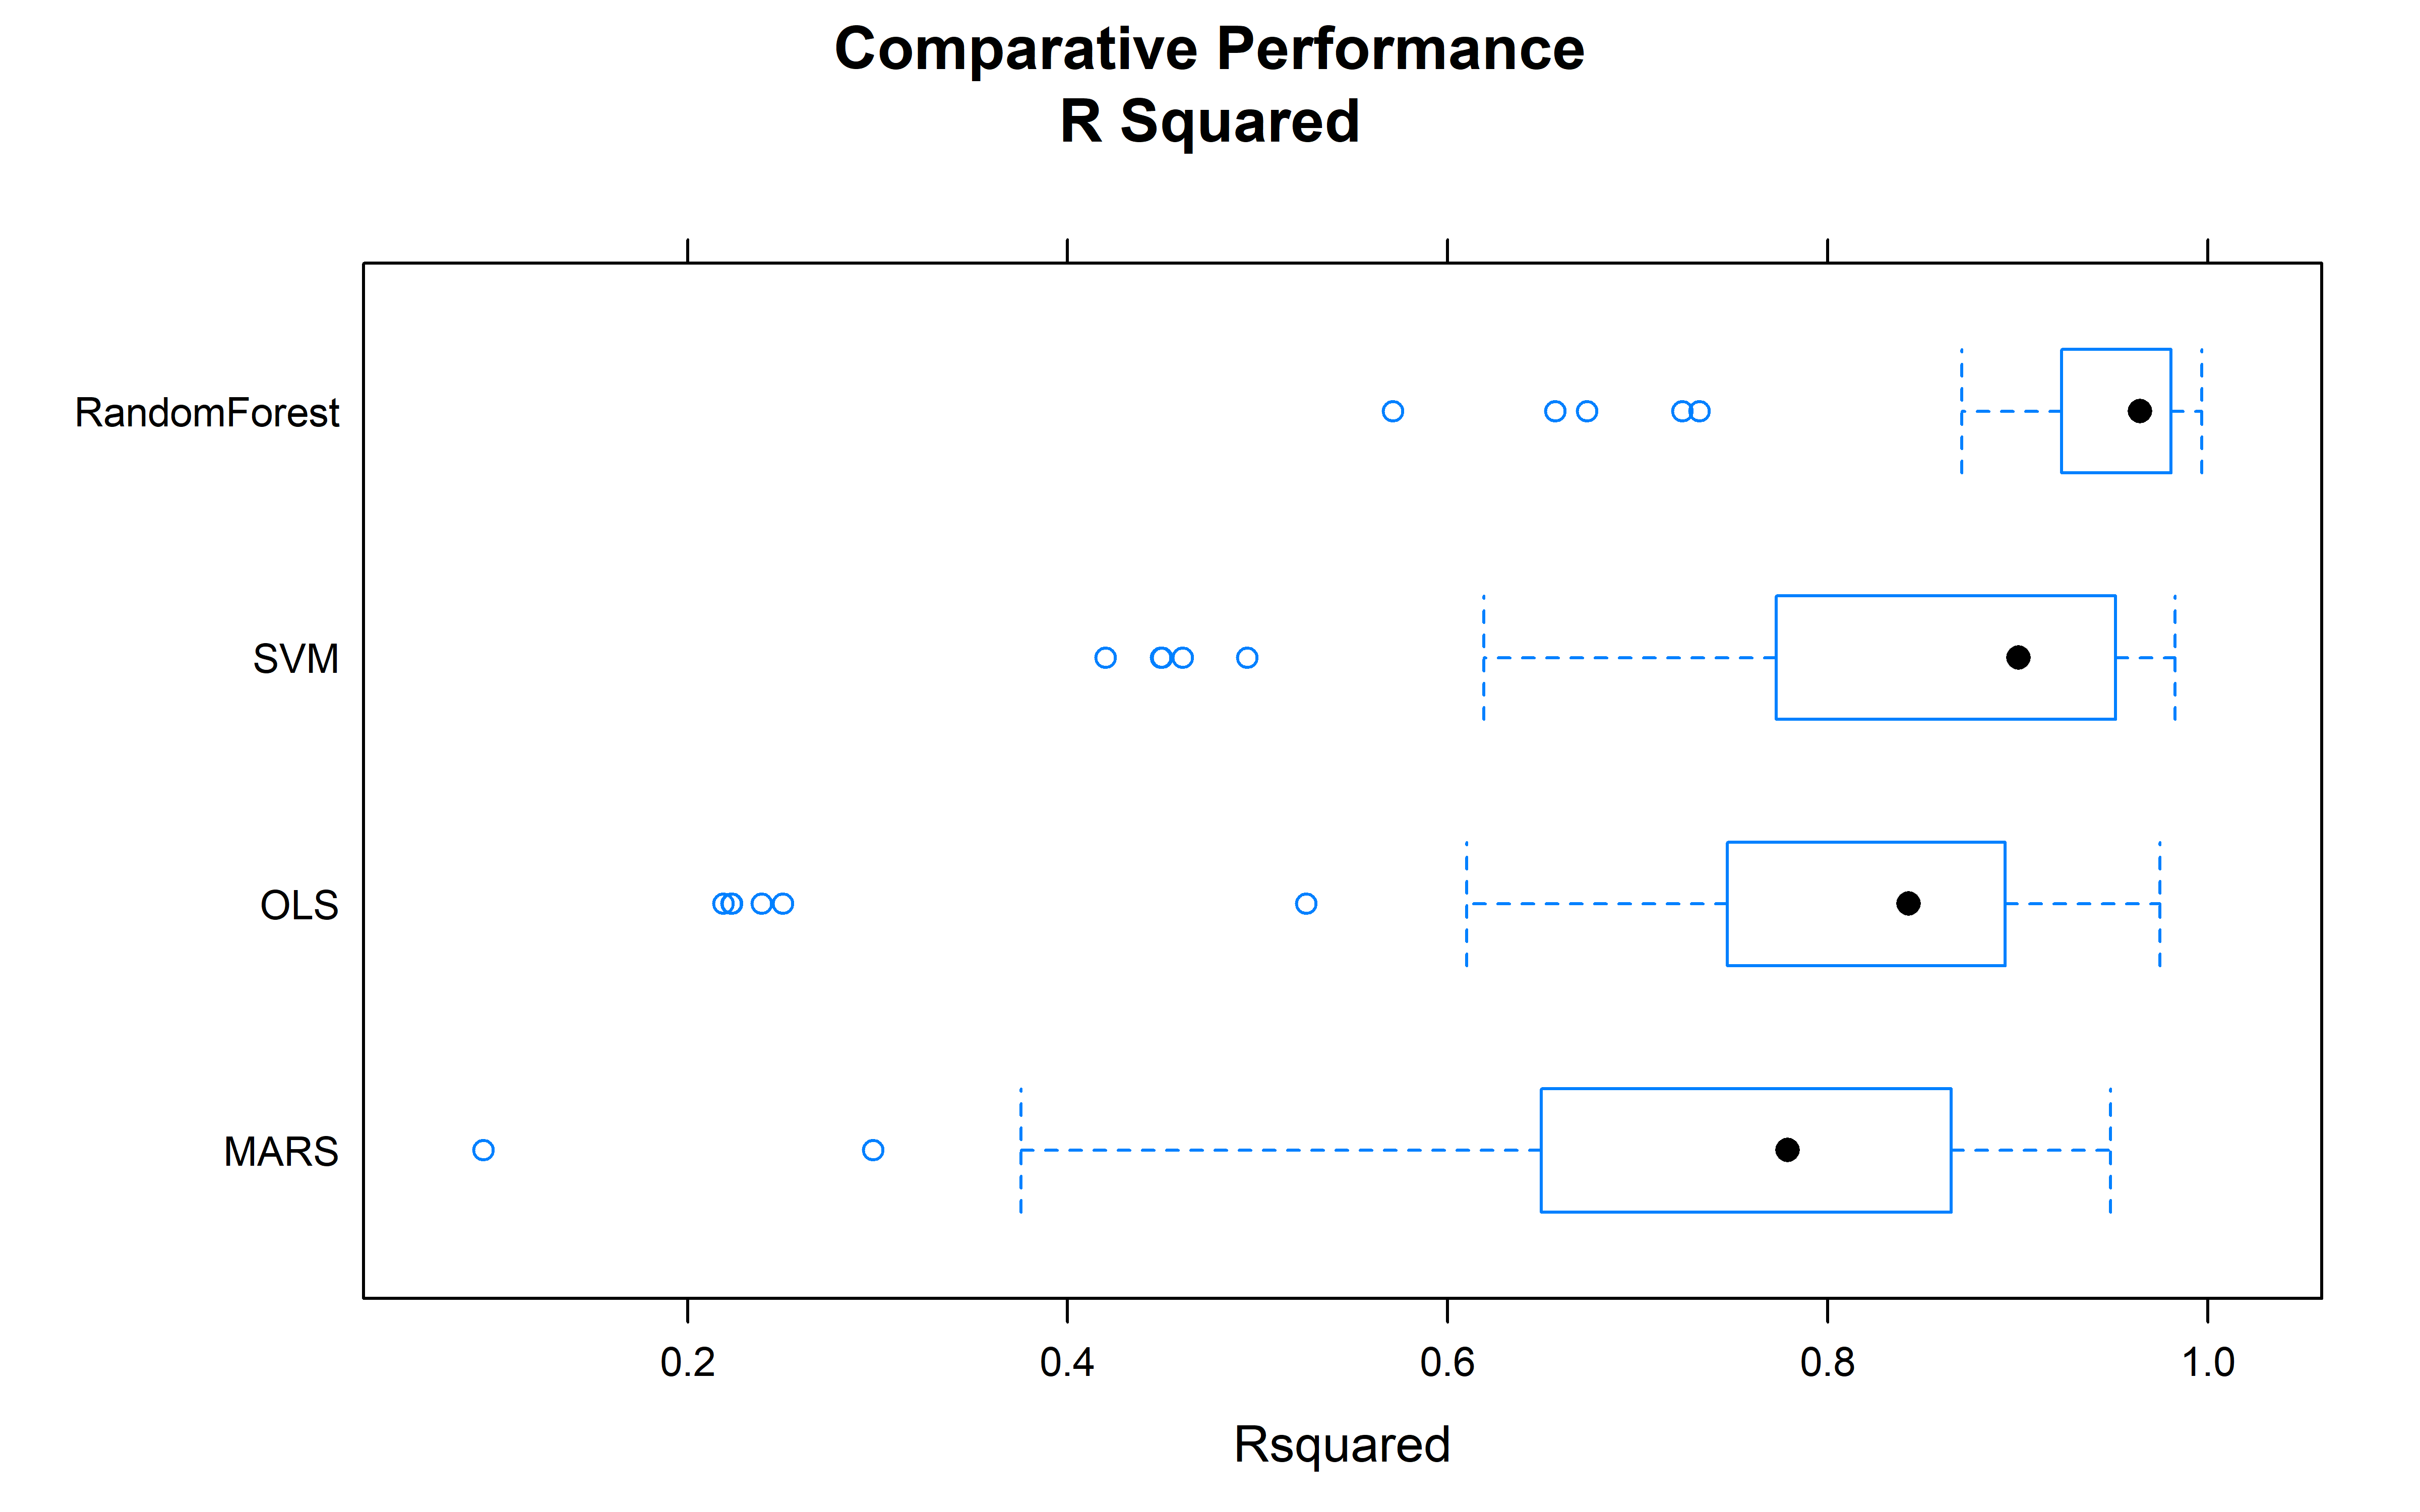 Comparative Performance
R Squared
RandomForest
SVM
OLS
MARS
0.2 0.4 0.6 0.8 1.0
Rsquared